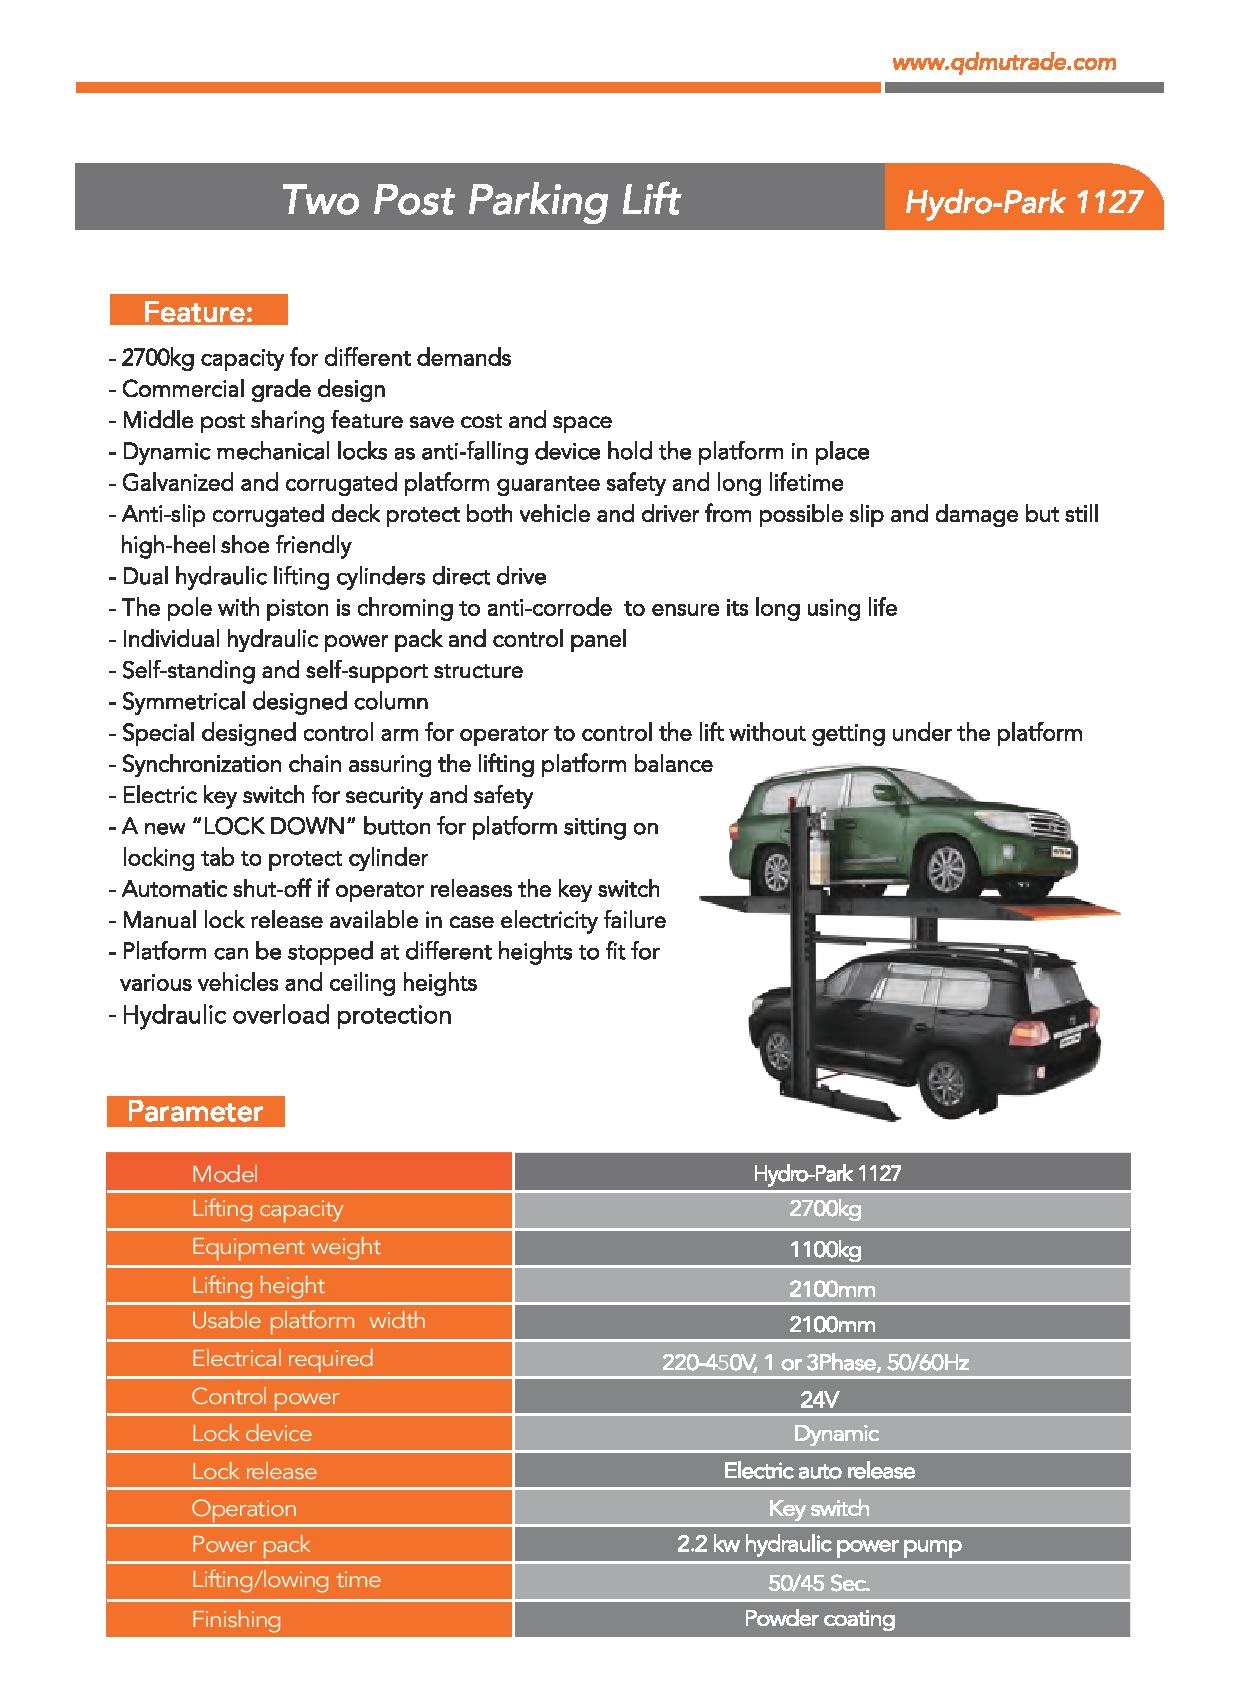 www.qdmutrade.com
Two Post Parking Lift
Hydro-Park 1127
Feature:
- 2700kg capacity for different demands
- Commercial grade design
- Middle post sharing feature save cost and space
- Dynamic mechanical locks as anti-falling device hold the platform in place
- Galvanized and corrugated platform guarantee safety and long lifetime
- Anti-slip corrugated deck protect both vehicle and driver from possible slip and damage but still
high-heel shoe friendly
- Dual hydraulic lifting cylinders direct drive
- The pole with piston is chroming to anti-corrode to ensure its long using life
- Individual hydraulic power pack and control panel
- Self-standing and self-support structure
- Symmetrical designed column
- Special designed control arm for operator to control the lift without getting under the platform
- Synchronization chain assuring the lifting platform balance
- Electric key switch for security and safety
- A new “LOCK DOWN” button for platform sitting on
locking tab to protect cylinder
- Automatic shut-off if operator releases the key switch
- Manual lock release available in case electricity failure
- Platform can be stopped at different heights to fit for
various vehicles and ceiling heights
- Hydraulic overload protection
Parameter
Model Hydro-Park 1127
Lifting capacity 2700kg
Equipment weight 1100kg
Lifting height 2100mm
Usable platform width 2100mm
Electrical required 220-450V, 1 or 3Phase, 50/60Hz
Control power 24V
Lock device Dynamic
Lock release Electric auto release
Operation Key switch
Power pack 2.2 kw hydraulic power pump
Lifting/lowing time 50/45 Sec.
Finishing Powder coating